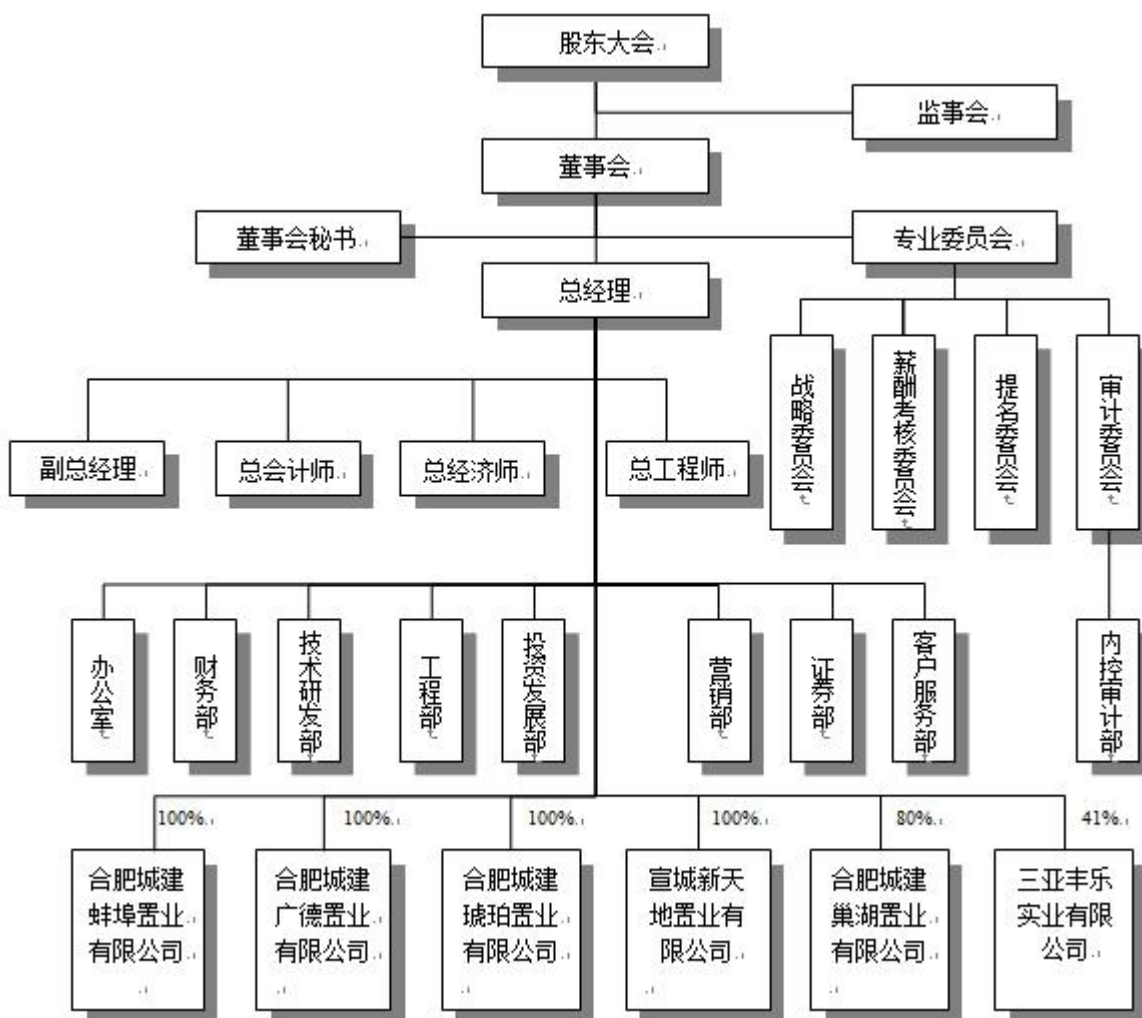 股东大会
监事会
董事会
董事会秘书
专业委员会
总经理
战略委员会
薪酬考核委员会
提名委员会
审计委员会
副总经理
总会计师
总经济师
总工程师
办公室
财务部
技术研发部
工程部
投资发展部
营销部
证券部
客户服务部
内控审计部
100%
100%
100%
100%
80%
41%
合肥城建
蚌埠置业
有限公司
合肥城建
广德置业
有限公司
合肥城建
琥珀置业
有限公司
宣城新天
地置业有
限公司
合肥城建
巢湖置业
有限公司
三亚丰乐
实业有限
公司